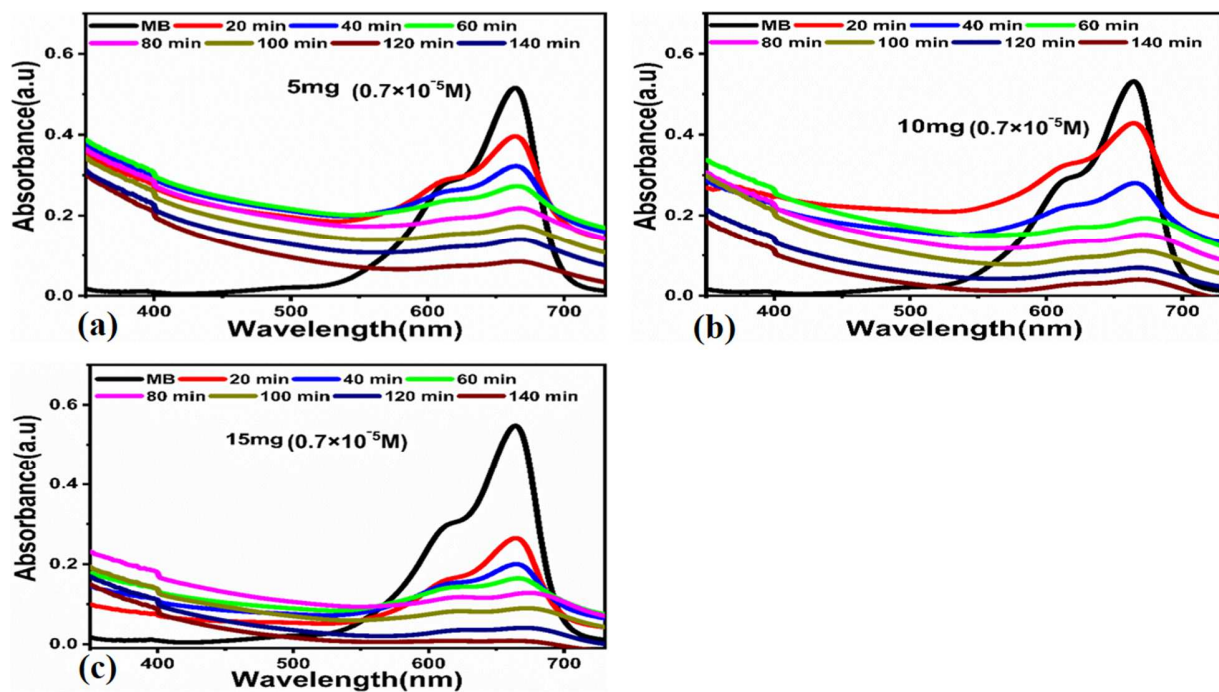 MB 20 min 40 min 60 min
80 min 100 min 120 min 140 min
5mg (0.7×10⁻⁵M)
Absorbance(a.u)
0.6
0.4
0.2
0.0
400 500 600 700
Wavelength(nm)
(a)
MB 20 min 40 min 60 min
80 min 100 min 120 min 140 min
10mg (0.7×10⁻⁵M)
Absorbance(a.u)
0.6
0.4
0.2
0.0
400 500 600 700
Wavelength(nm)
(b)
MB 20 min 40 min 60 min
80 min 100 min 120 min 140 min
15mg (0.7×10⁻⁵M)
Absorbance(a.u)
0.6
0.4
0.2
0.0
400 500 600 700
Wavelength(nm)
(c)